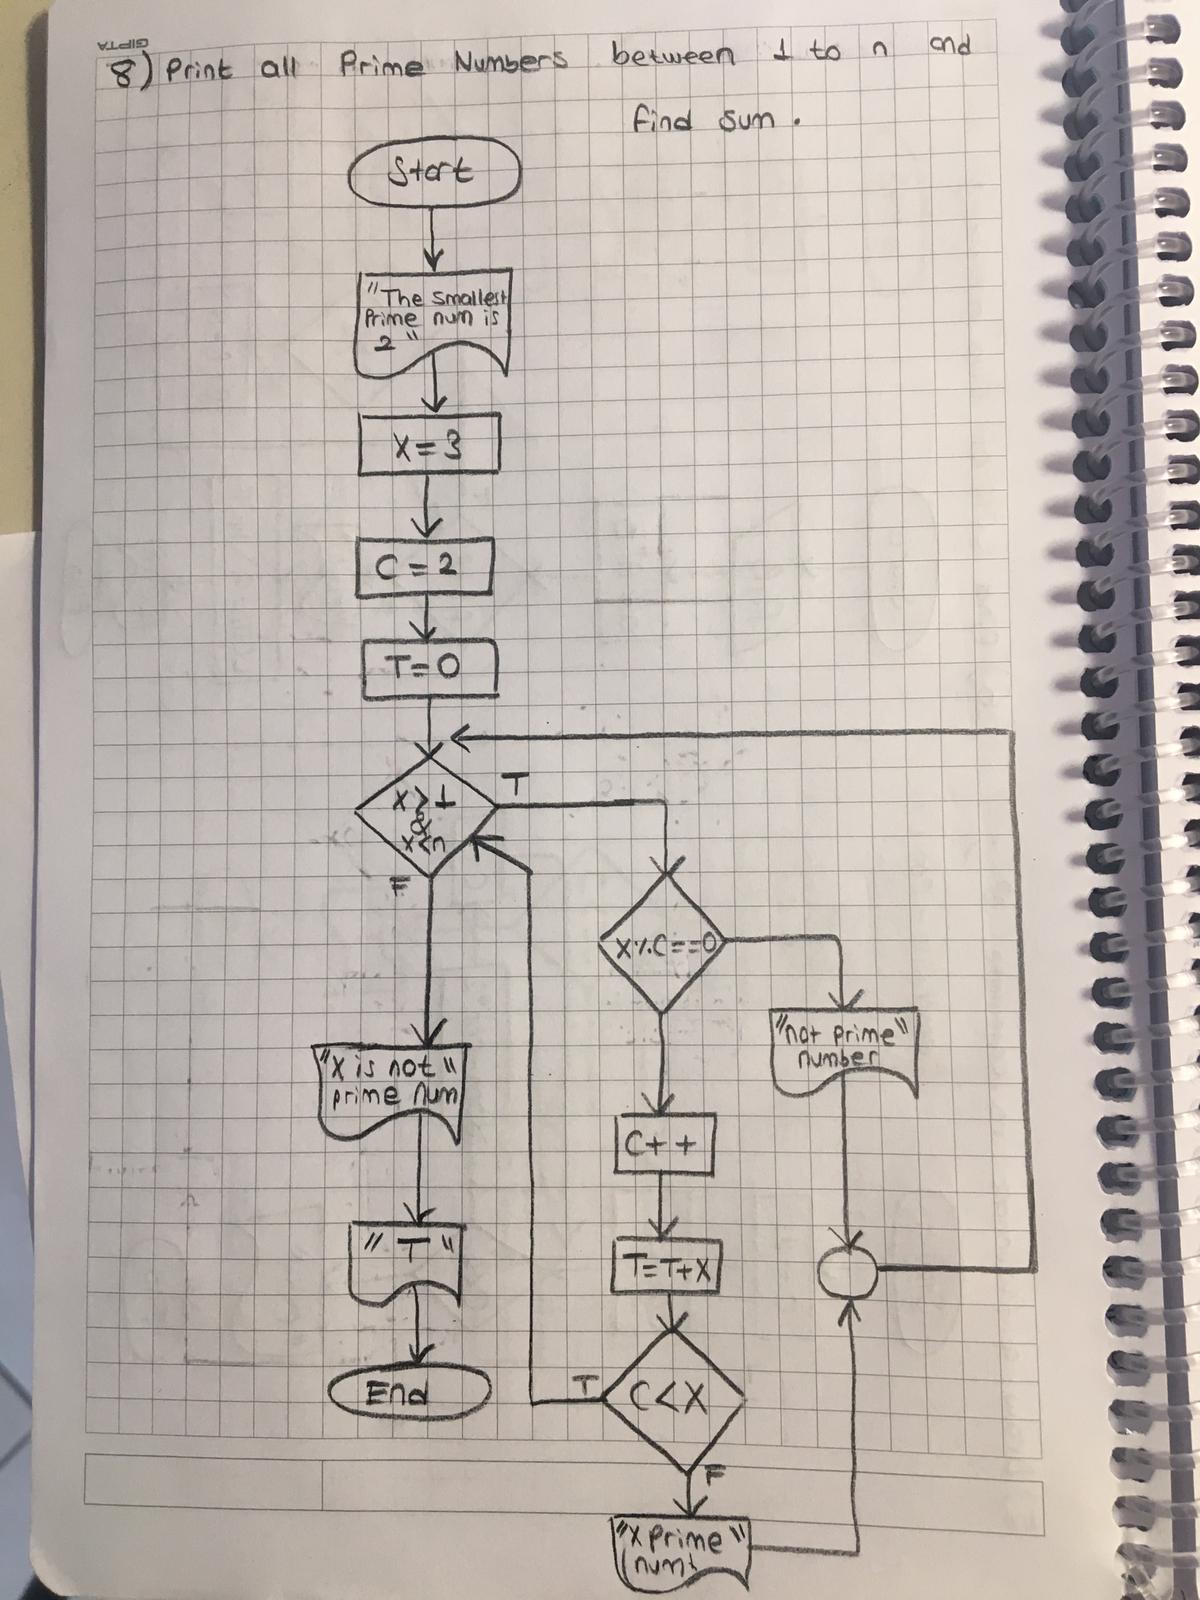 GIPTA
8) Print all Prime Numbers between 1 to n and
find sum.
Start
"The smallest
Prime num is
2"
X=3
C=2
T=0
X>1
&
X<n
T
F
X%C==0
"not prime"
number
"X is not"
prime num
C++
"T"
T=T+X
End
T
C<X
F
"X Prime"
num